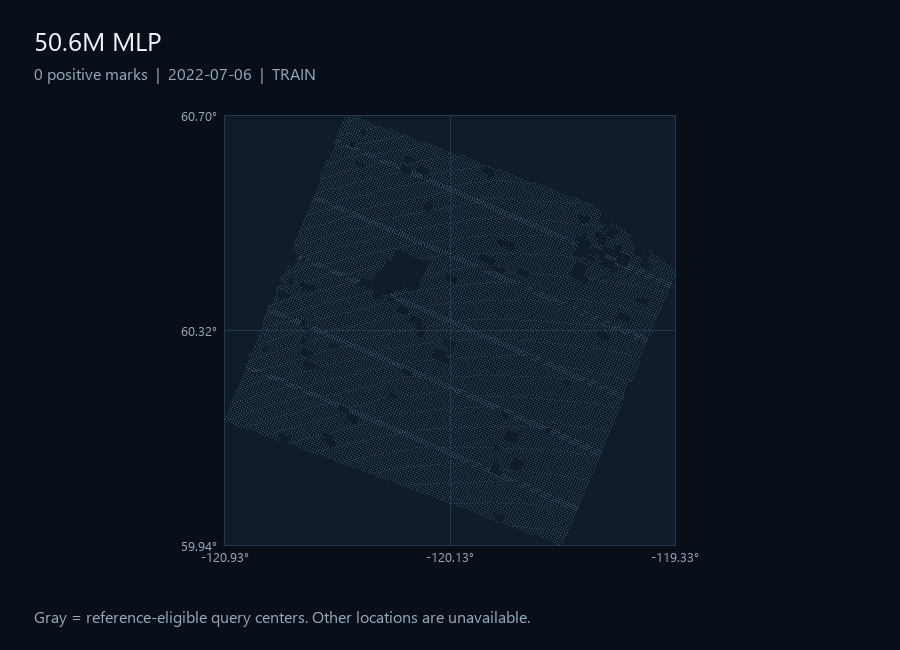 50.6M MLP
0 positive marks | 2022-07-06 | TRAIN
60.70°
60.32°
59.94°
-120.93° -120.13° -119.33°
Gray = reference-eligible query centers. Other locations are unavailable.